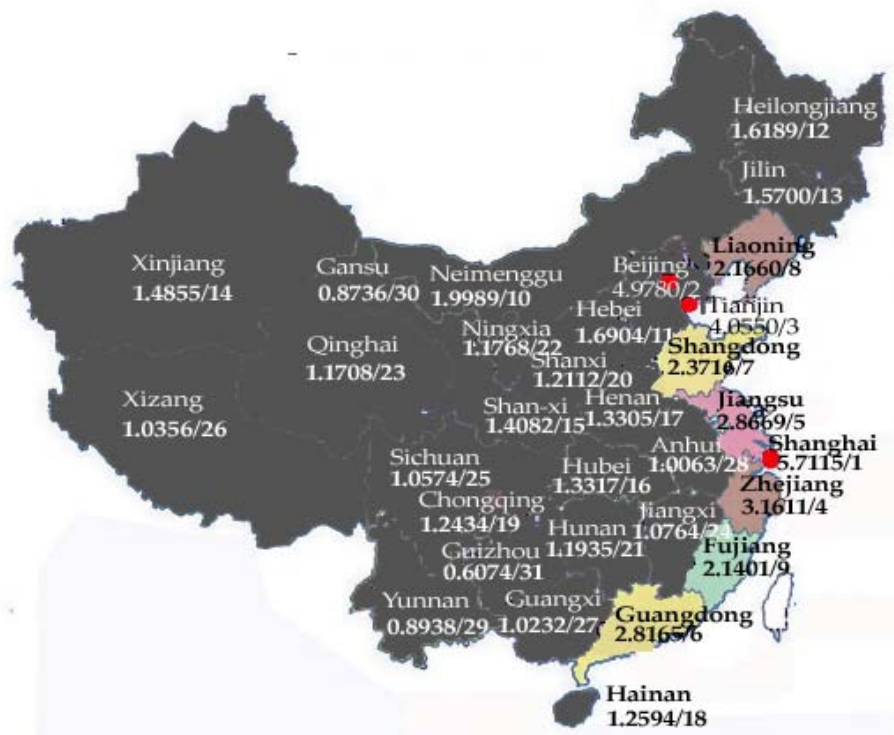 Heilongjiang
1.6189/12
Jilin
1.5700/13
Liaoning
2.1660/8
Xinjiang
1.4855/14
Gansu
0.8736/30
Neimenggu
1.9989/10
Beijing
4.9780/2
Tianjin
4.0550/3
Hebei
1.6904/11
Ningxia
1.1768/22
Qinghai
1.1708/23
Shanxi
1.2112/20
Shangdong
2.3716/7
Xizang
1.0356/26
Shan-xi
1.4082/15
Henan
1.3305/17
Jiangsu
2.8669/5
Anhui
1.0063/28
Shanghai
5.7115/1
Sichuan
1.0574/25
Hubei
1.3317/16
Zhejiang
3.1611/4
Chongqing
1.2434/19
Jiangxi
1.0764/24
Hunan
1.1935/21
Guizhou
0.6074/31
Fujiang
2.1401/9
Yunnan
0.8938/29
Guangxi
1.0232/27
Guangdong
2.8165/6
Hainan
1.2594/18